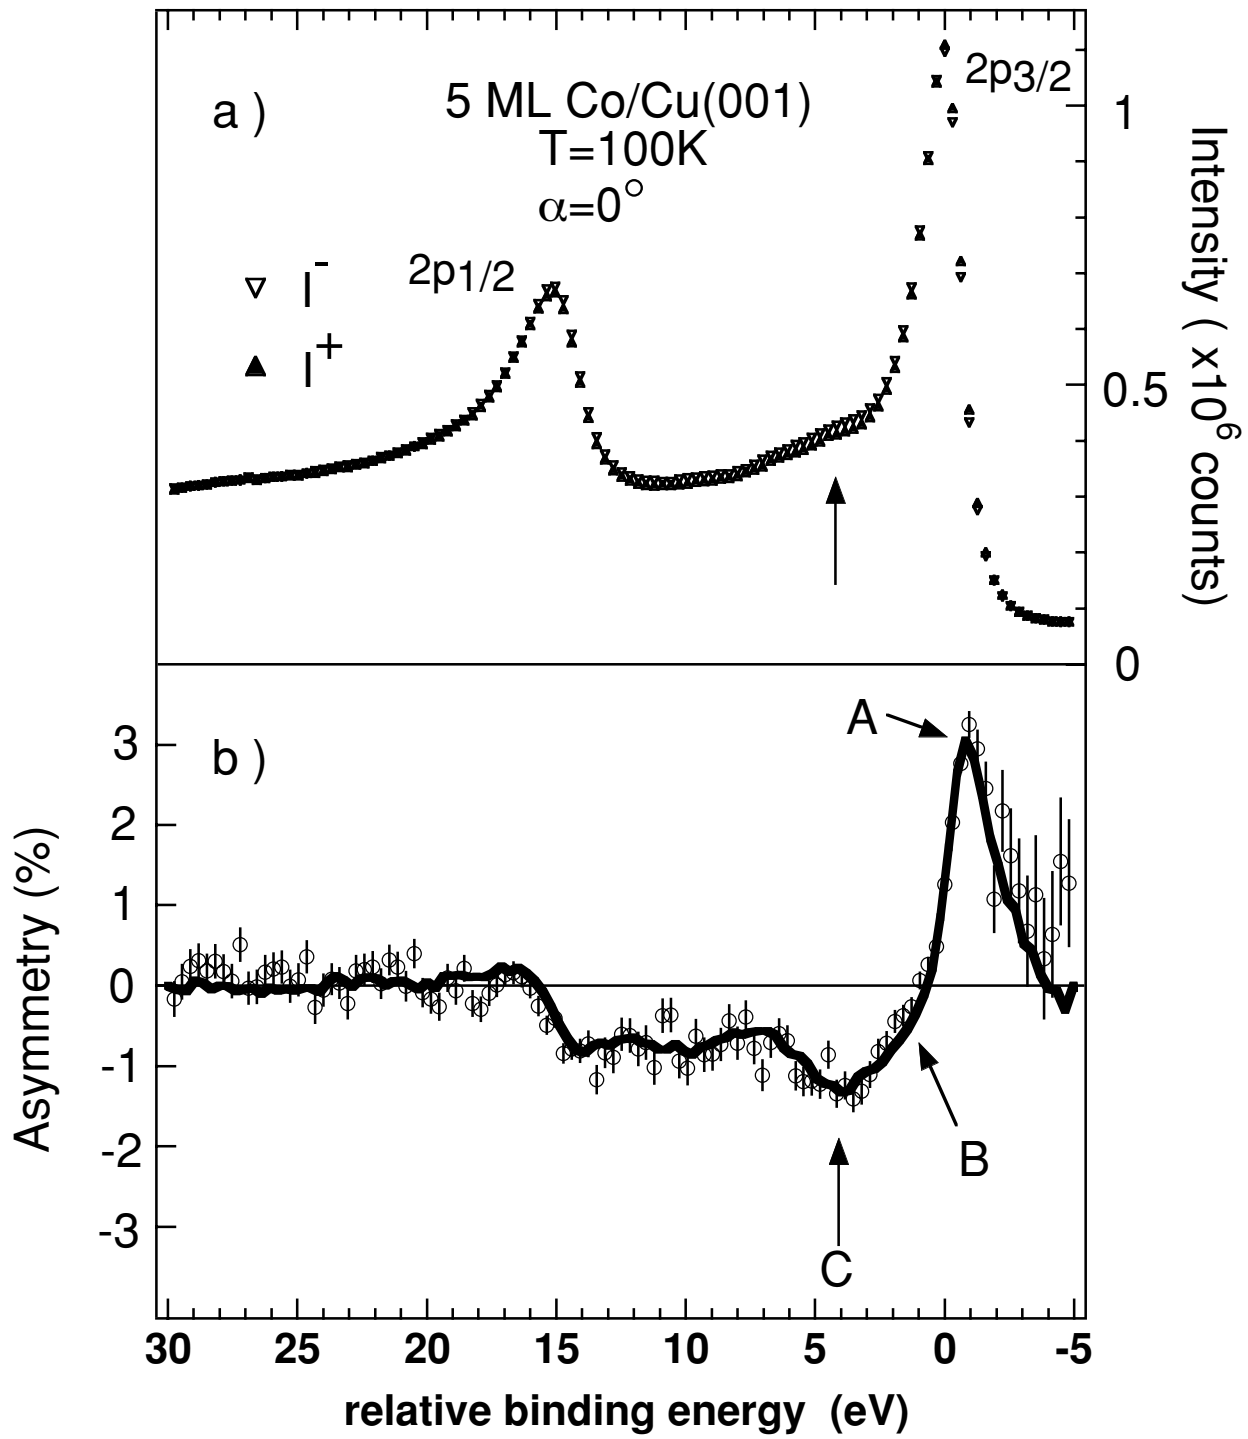 a )
5 ML Co/Cu(001)
T=100K
α=0°
2p3/2
2p1/2
I-
I+
1
0.5
0
Intensity ( x10^6 counts)
b )
A
B
C
3
2
1
0
-1
-2
-3
Asymmetry (%)
30 25 20 15 10 5 0 -5
relative binding energy (eV)